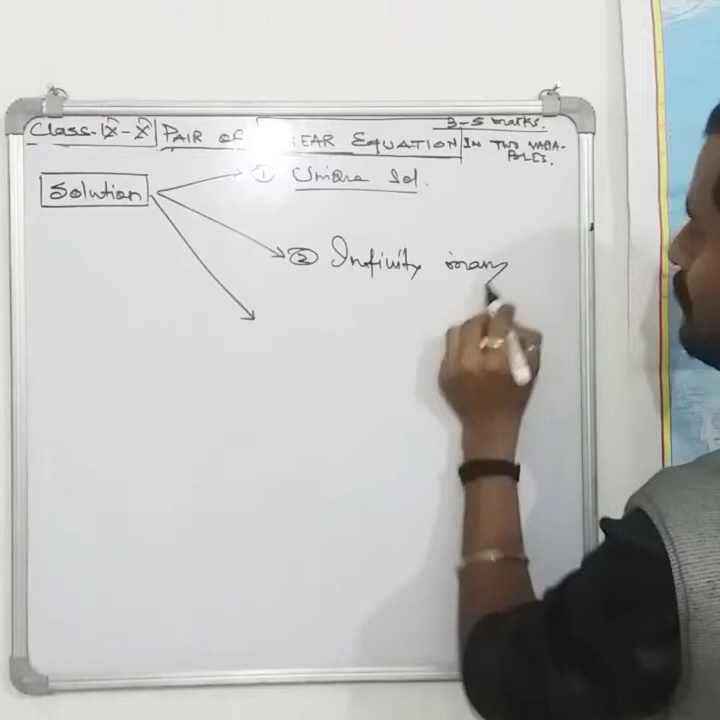 3-5 marks.
Class-IX-X PAIR OF LINEAR EQUATION IN TWO VARIA-
BLES.
Solution
① Unique Sol.
② Infinity many